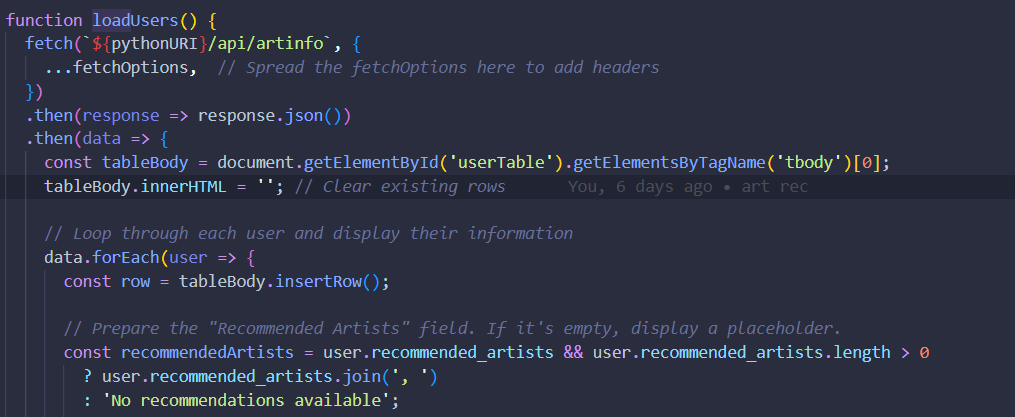 function loadUsers() {
fetch(`${pythonURI}/api/artinfo`, {
...fetchOptions,  // Spread the fetchOptions here to add headers
})
.then(response => response.json())
.then(data => {
const tableBody = document.getElementById('userTable').getElementsByTagName('tbody')[0];
tableBody.innerHTML = ''; // Clear existing rows      You, 6 days ago • art rec
// Loop through each user and display their information
data.forEach(user => {
const row = tableBody.insertRow();
// Prepare the "Recommended Artists" field. If it's empty, display a placeholder.
const recommendedArtists = user.recommended_artists && user.recommended_artists.length > 0
? user.recommended_artists.join(', ')
: 'No recommendations available';